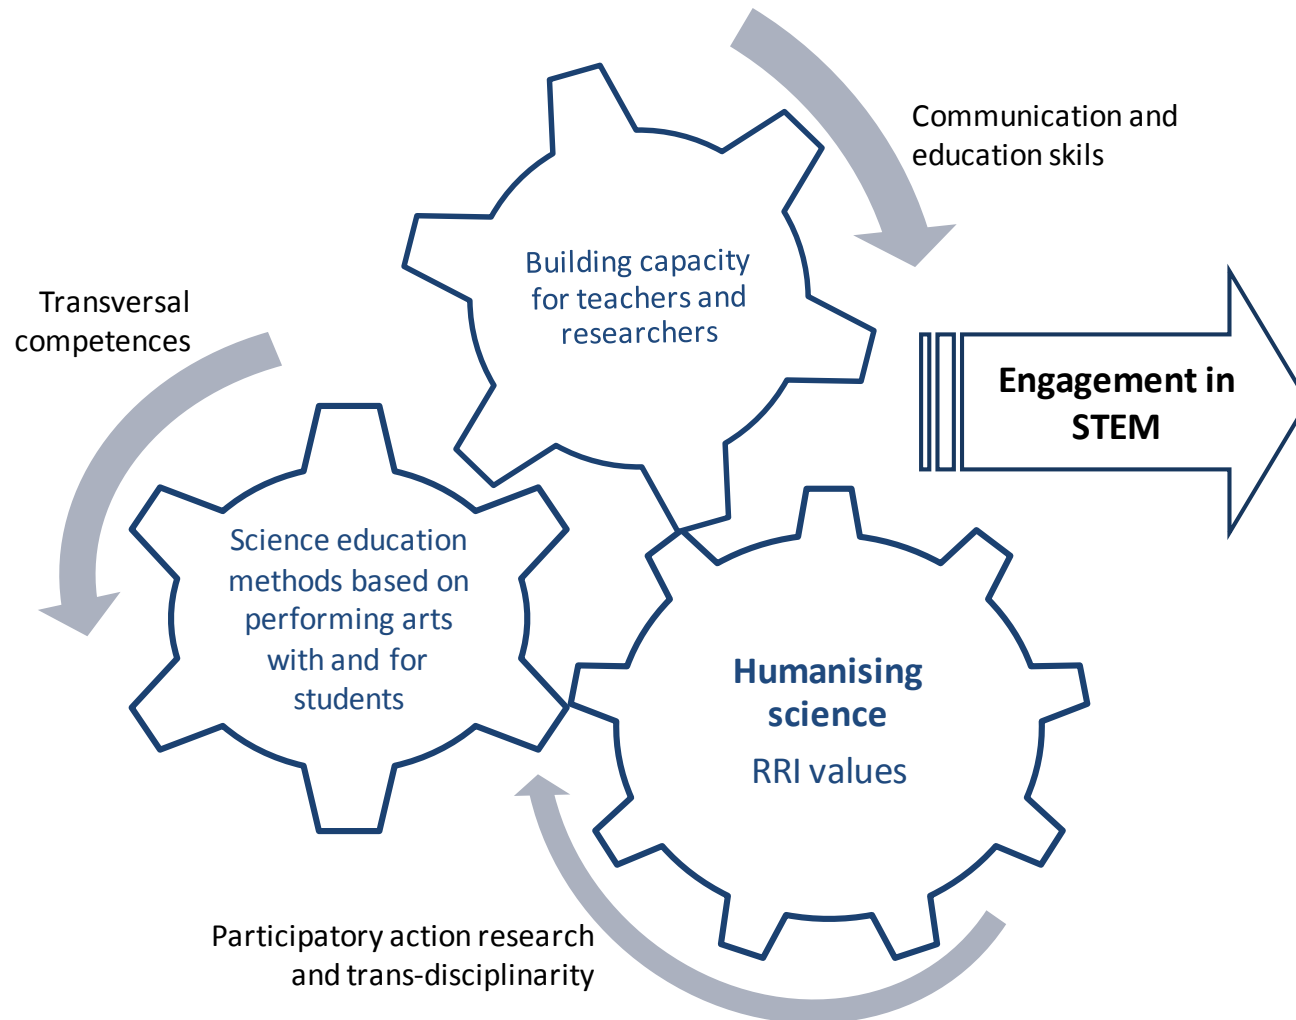 Communication and
education skils
Building capacity
for teachers and
researchers
Transversal
competences
Engagement in
STEM
Science education
methods based on
performing arts
with and for
students
Humanising
science
RRI values
Participatory action research
and trans-disciplinarity